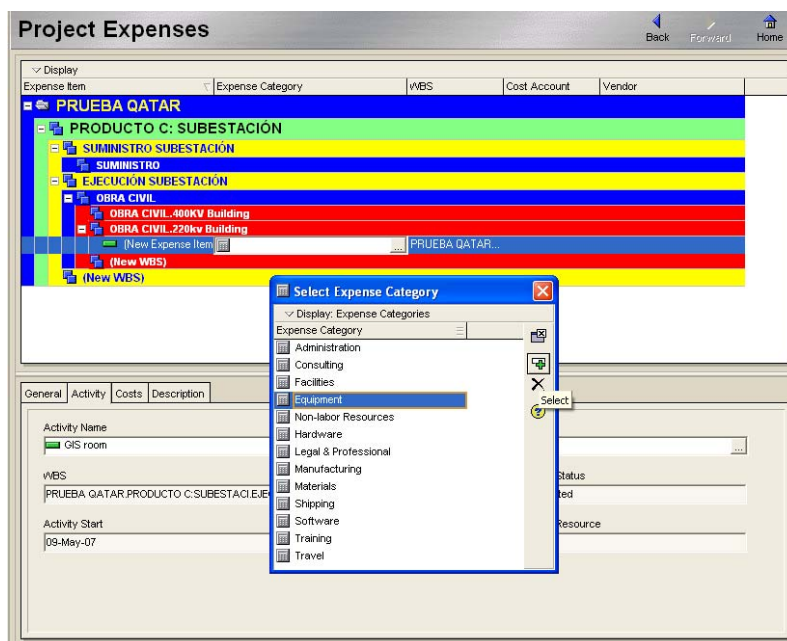 Project Expenses
Back Forward Home
Display
Expense Item Expense Category WBS Cost Account Vendor
PRUEBA QATAR
PRODUCTO C: SUBESTACIÓN
SUMINISTRO SUBESTACIÓN
SUMINISTRO
EJECUCIÓN SUBESTACIÓN
OBRA CIVIL
OBRA CIVIL.400KV Building
OBRA CIVIL.220kv Building
(New Expense Item ... PRUEBA QATAR...
(New WBS)
(New WBS)
Select Expense Category
Display: Expense Categories
Expense Category
Administration
Consulting
Facilities
Equipment
Select
Non-labor Resources
Hardware
Legal & Professional
Manufacturing
Materials
Shipping
Software
Training
Travel
General Activity Costs Description
Activity Name
GIS room ...
WBS Status
PRUEBA QATAR.PRODUCTO C:SUBESTACI.EJE ted
Activity Start Resource
09-May-07